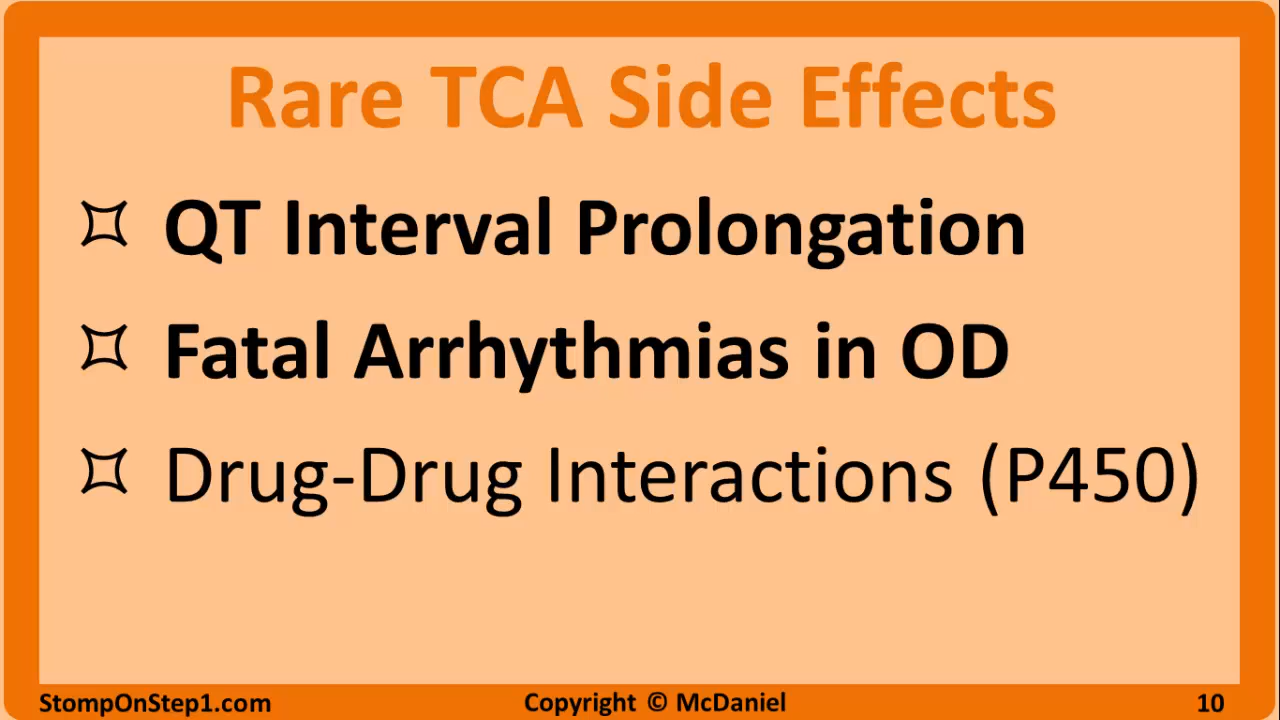 Rare TCA Side Effects
QT Interval Prolongation
Fatal Arrhythmias in OD
Drug-Drug Interactions (P450)
StompOnStep1.com
Copyright © McDaniel
10